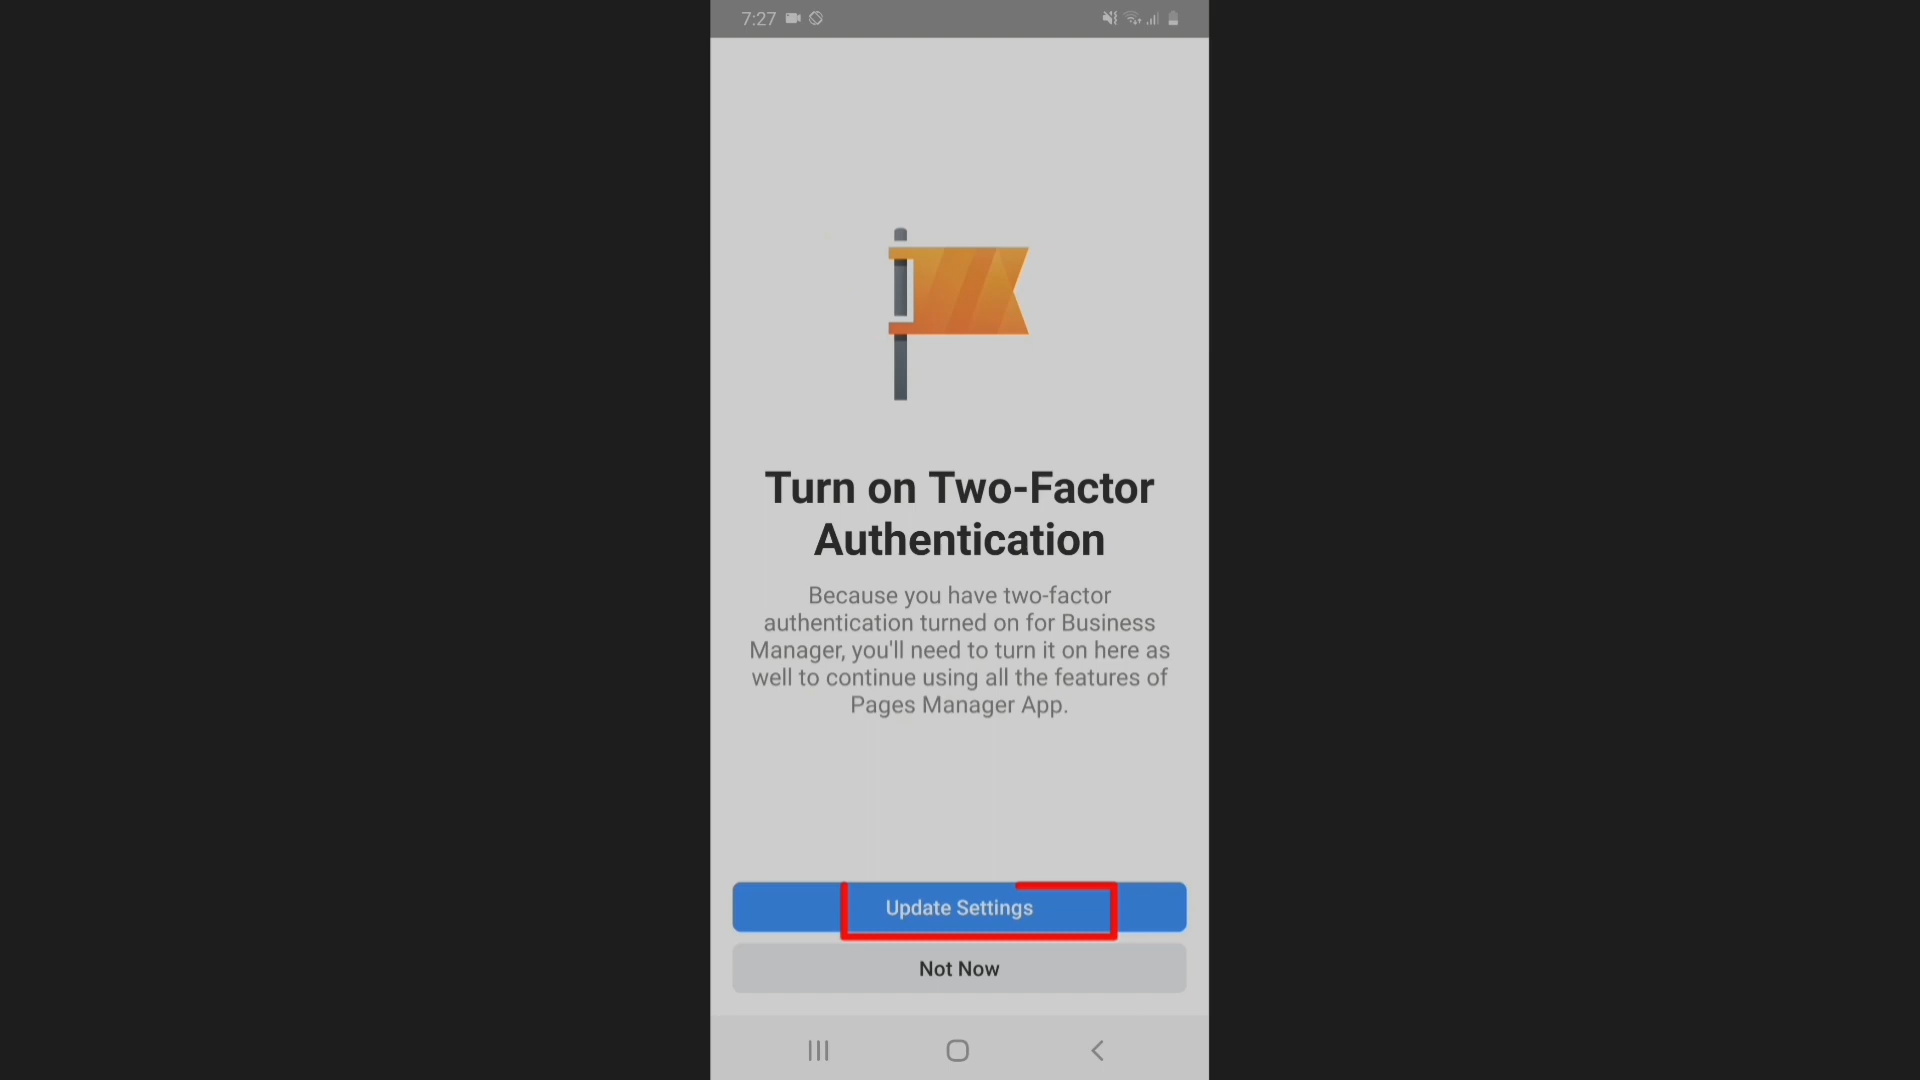 7:27
Turn on Two-Factor
Authentication
Because you have two-factor
authentication turned on for Business
Manager, you'll need to turn it on here as
well to continue using all the features of
Pages Manager App.
Update Settings
Not Now